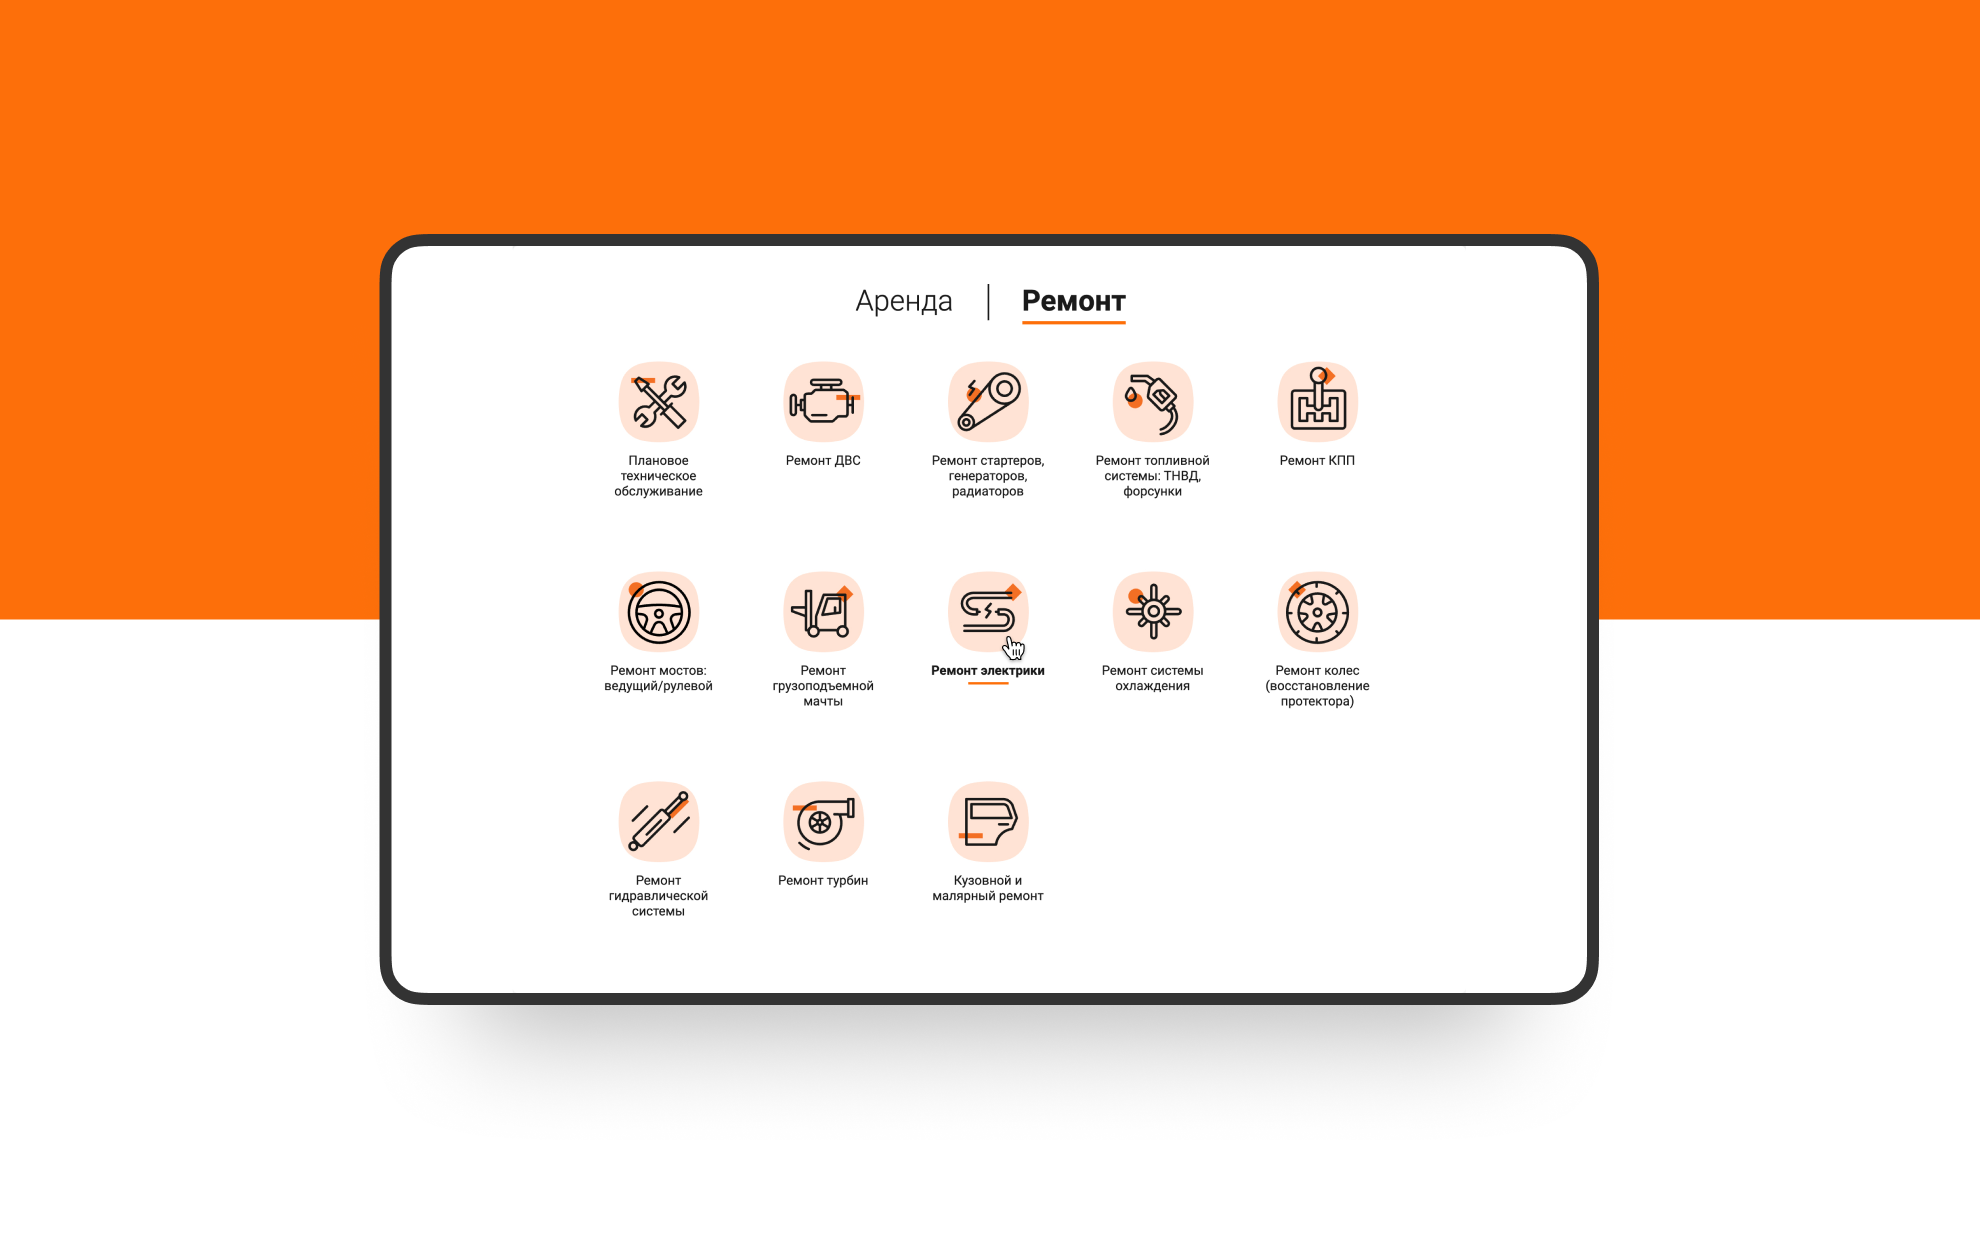 Аренда
Ремонт
Плановое
техническое
обслуживание
Ремонт ДВС
Ремонт стартеров,
генераторов,
радиаторов
Ремонт топливной
системы: ТНВД,
форсунки
Ремонт КПП
Ремонт мостов:
ведущий/рулевой
Ремонт
грузоподъемной
мачты
Ремонт электрики
Ремонт системы
охлаждения
Ремонт колес
(восстановление
протектора)
Ремонт
гидравлической
системы
Ремонт турбин
Кузовной и
малярный ремонт